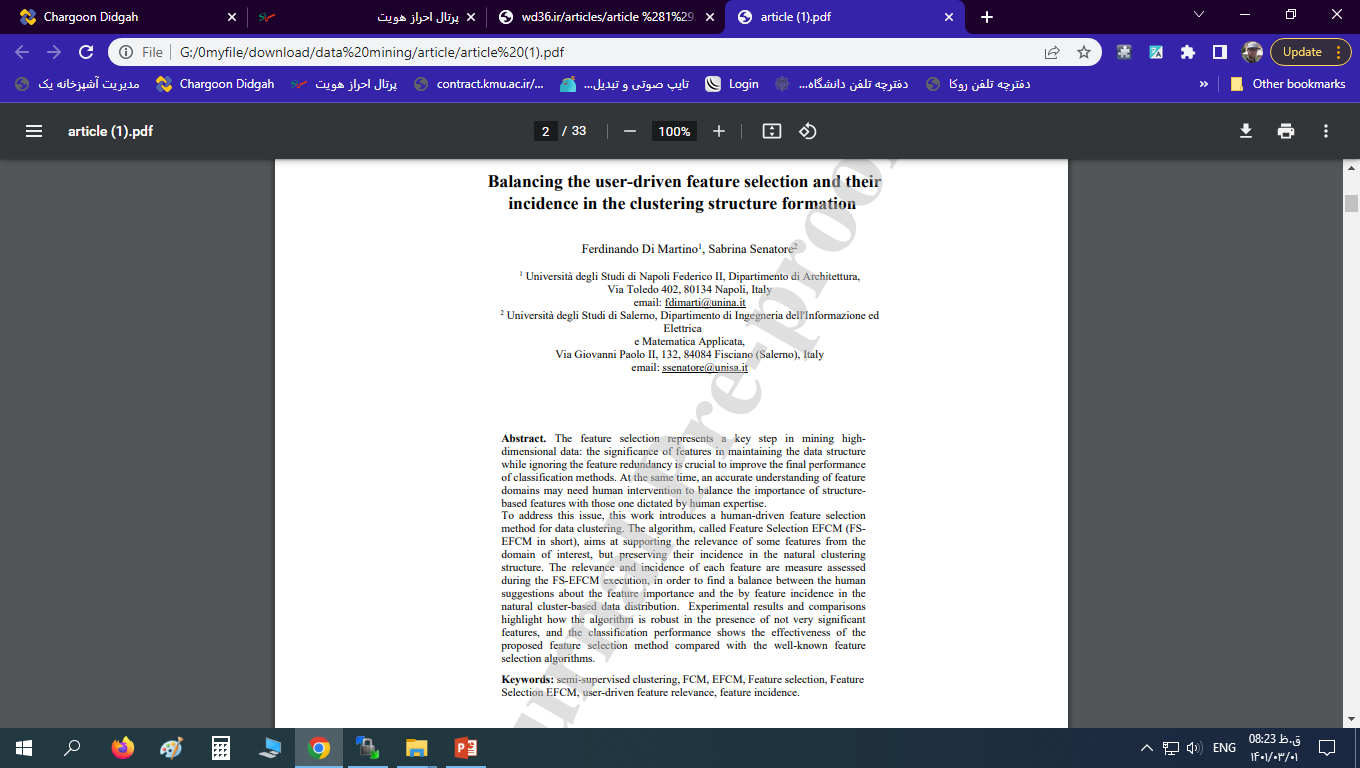 Chargoon Didgah
پرتال احراز هویت
wd36.ir/articles/article %281%29.
article (1).pdf
File
G:/0myfile/download/data%20mining/article/article%20(1).pdf
Update
مدیریت آشپزخانه یک
Chargoon Didgah
پرتال احراز هویت
contract.kmu.ac.ir/...
تایپ صوتی و تبدیل...
Login
دفترچه تلفن دانشگاه...
دفترچه تلفن روکا
»
Other bookmarks
article (1).pdf
2 / 33
100%
Balancing the user-driven feature selection and their
incidence in the clustering structure formation
Ferdinando Di Martino1, Sabrina Senatore2
1 Università degli Studi di Napoli Federico II, Dipartimento di Architettura,
Via Toledo 402, 80134 Napoli, Italy
email: fdimarti@unina.it
2 Università degli Studi di Salerno, Dipartimento di Ingegneria dell'Informazione ed
Elettrica
e Matematica Applicata,
Via Giovanni Paolo II, 132, 84084 Fisciano (Salerno), Italy
email: ssenatore@unisa.it
Abstract. The feature selection represents a key step in mining high-
dimensional data: the significance of features in maintaining the data structure
while ignoring the feature redundancy is crucial to improve the final performance
of classification methods. At the same time, an accurate understanding of feature
domains may need human intervention to balance the importance of structure-
based features with those one dictated by human expertise.
To address this issue, this work introduces a human-driven feature selection
method for data clustering. The algorithm, called Feature Selection EFCM (FS-
EFCM in short), aims at supporting the relevance of some features from the
domain of interest, but preserving their incidence in the natural clustering
structure. The relevance and incidence of each feature are measure assessed
during the FS-EFCM execution, in order to find a balance between the human
suggestions about the feature importance and the by feature incidence in the
natural cluster-based data distribution. Experimental results and comparisons
highlight how the algorithm is robust in the presence of not very significant
features, and the classification performance shows the effectiveness of the
proposed feature selection method compared with the well-known feature
selection algorithms.
Keywords: semi-supervised clustering, FCM, EFCM, Feature selection, Feature
Selection EFCM, user-driven feature relevance, feature incidence.
urnal Pre-proo
ENG
08:23 ق.ظ
۱۴۰۱/۰۳/۰۱